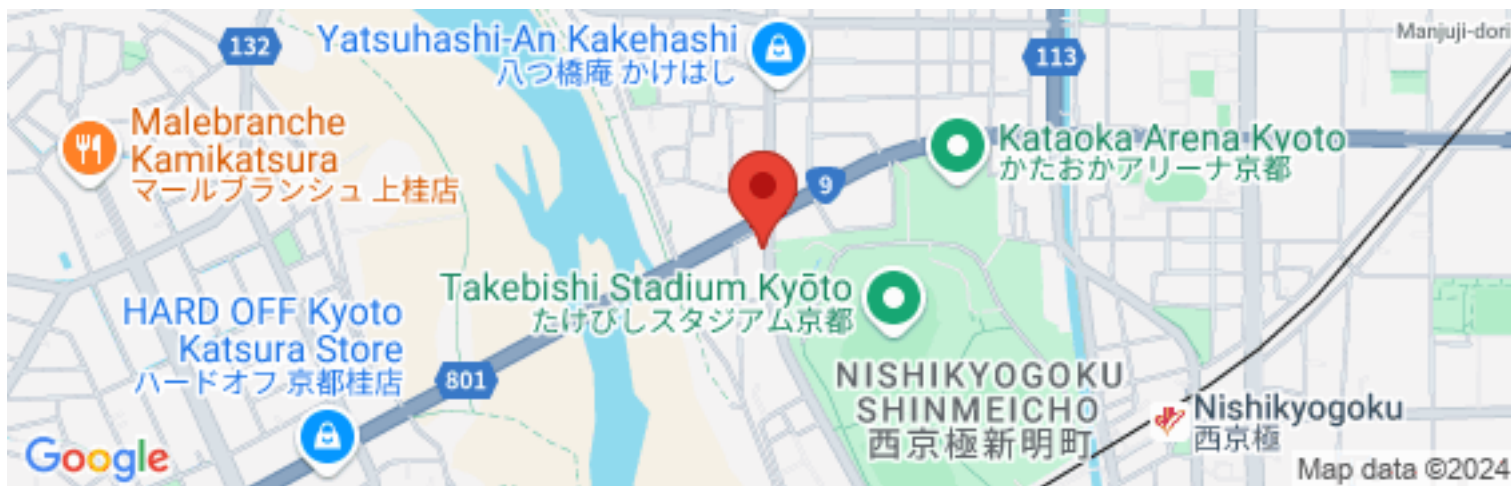 132
Yatsuhashi-An Kakehashi
八つ橋庵 かけはし
113
Manjuji-dori
Malebranche
Kamikatsura
マールブランシュ 上桂店
9
Kataoka Arena Kyoto
かたおかアリーナ京都
Takebishi Stadium Kyōto
たけびしスタジアム京都
HARD OFF Kyoto
Katsura Store
ハードオフ 京都桂店
801
NISHIKYOGOKU
SHINMEICHO
西京極新明町
Nishikyogoku
西京極
Google
Map data ©2024